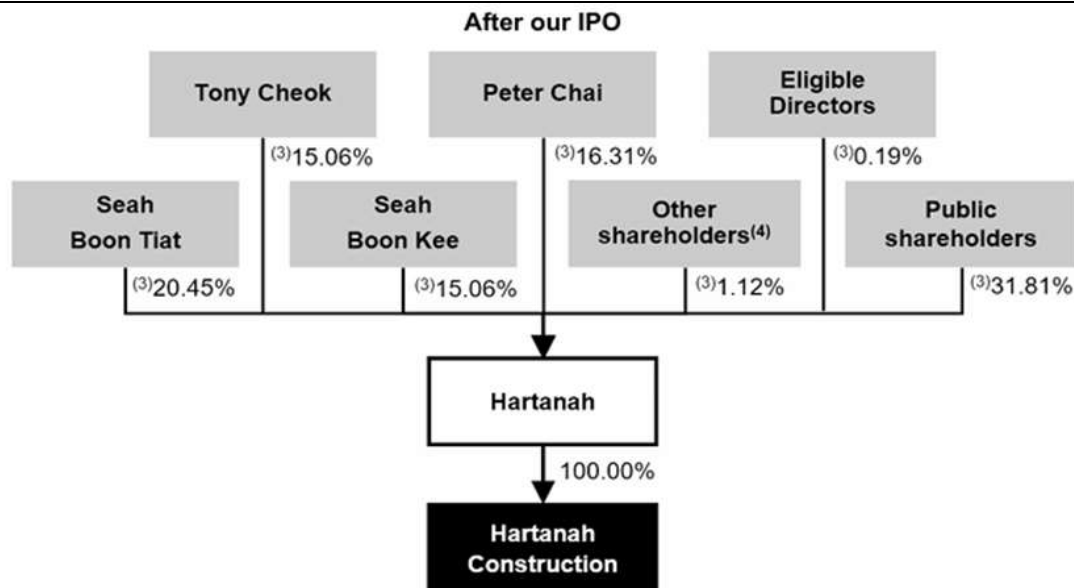 After our IPO
Tony Cheok
Peter Chai
Eligible
Directors
(3)15.06%
(3)16.31%
(3)0.19%
Seah
Boon Tiat
Seah
Boon Kee
Other
shareholders(4)
Public
shareholders
(3)20.45%
(3)15.06%
(3)1.12%
(3)31.81%
Hartanah
100.00%
Hartanah
Construction